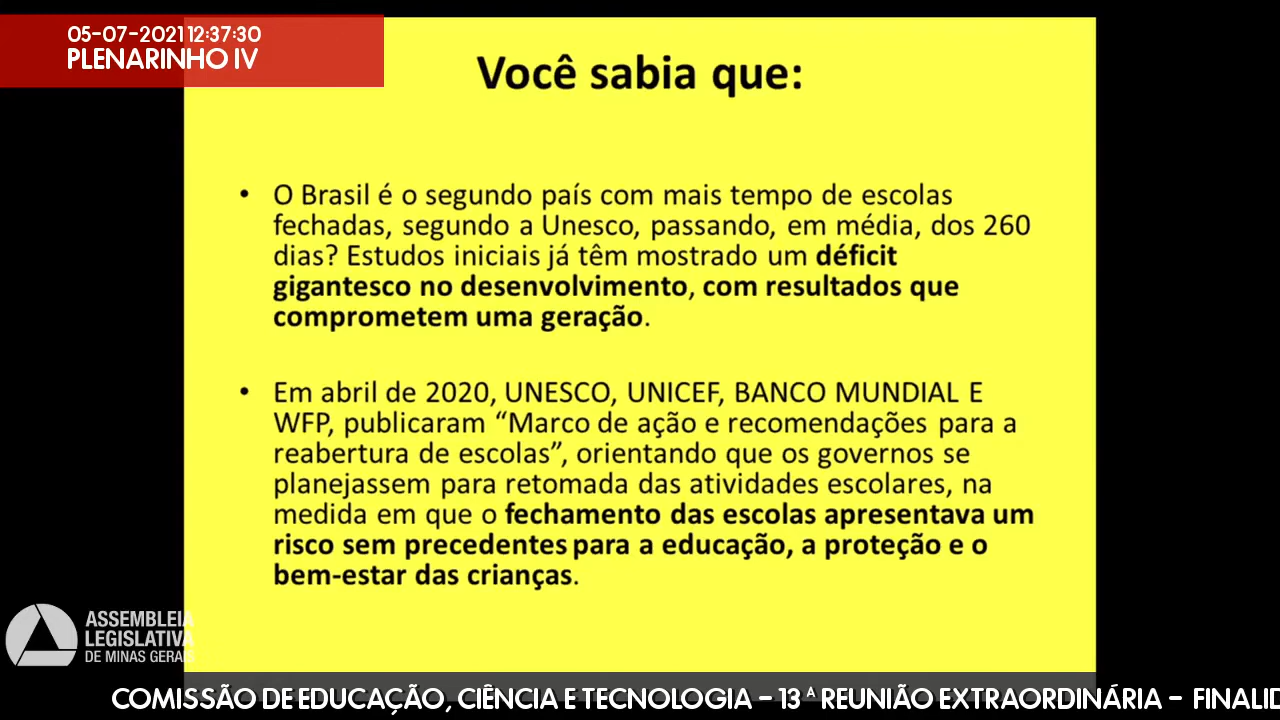 05-07-2021 12:37:30
PLENARINHO IV
Você sabia que:
• O Brasil é o segundo país com mais tempo de escolas
fechadas, segundo a Unesco, passando, em média, dos 260
dias? Estudos iniciais já têm mostrado um déficit
gigantesco no desenvolvimento, com resultados que
comprometem uma geração.
• Em abril de 2020, UNESCO, UNICEF, BANCO MUNDIAL E
WFP, publicaram “Marco de ação e recomendações para a
reabertura de escolas”, orientando que os governos se
planejassem para retomada das atividades escolares, na
medida em que o fechamento das escolas apresentava um
risco sem precedentes para a educação, a proteção e o
bem-estar das crianças.
ASSEMBLEIA
LEGISLATIVA
DE MINAS GERAIS
COMISSÃO DE EDUCAÇÃO, CIÊNCIA E TECNOLOGIA - 13ª REUNIÃO EXTRAORDINÁRIA - FINALID